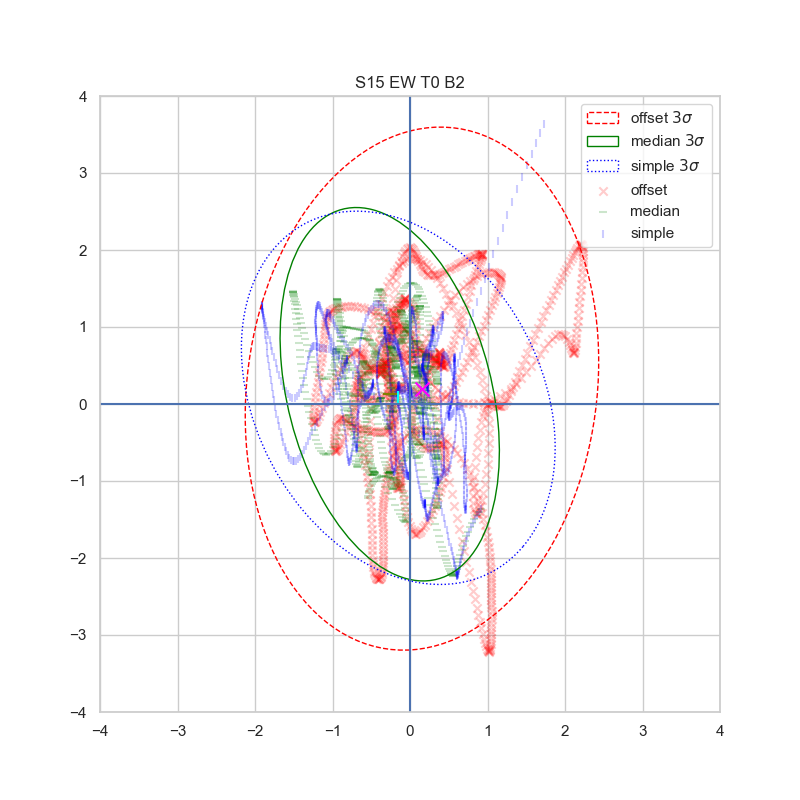 S15 EW T0 B2
offset 3σ
median 3σ
simple 3σ
offset
median
simple
4
3
2
1
0
−1
−2
−3
−4
−4 −3 −2 −1 0 1 2 3 4